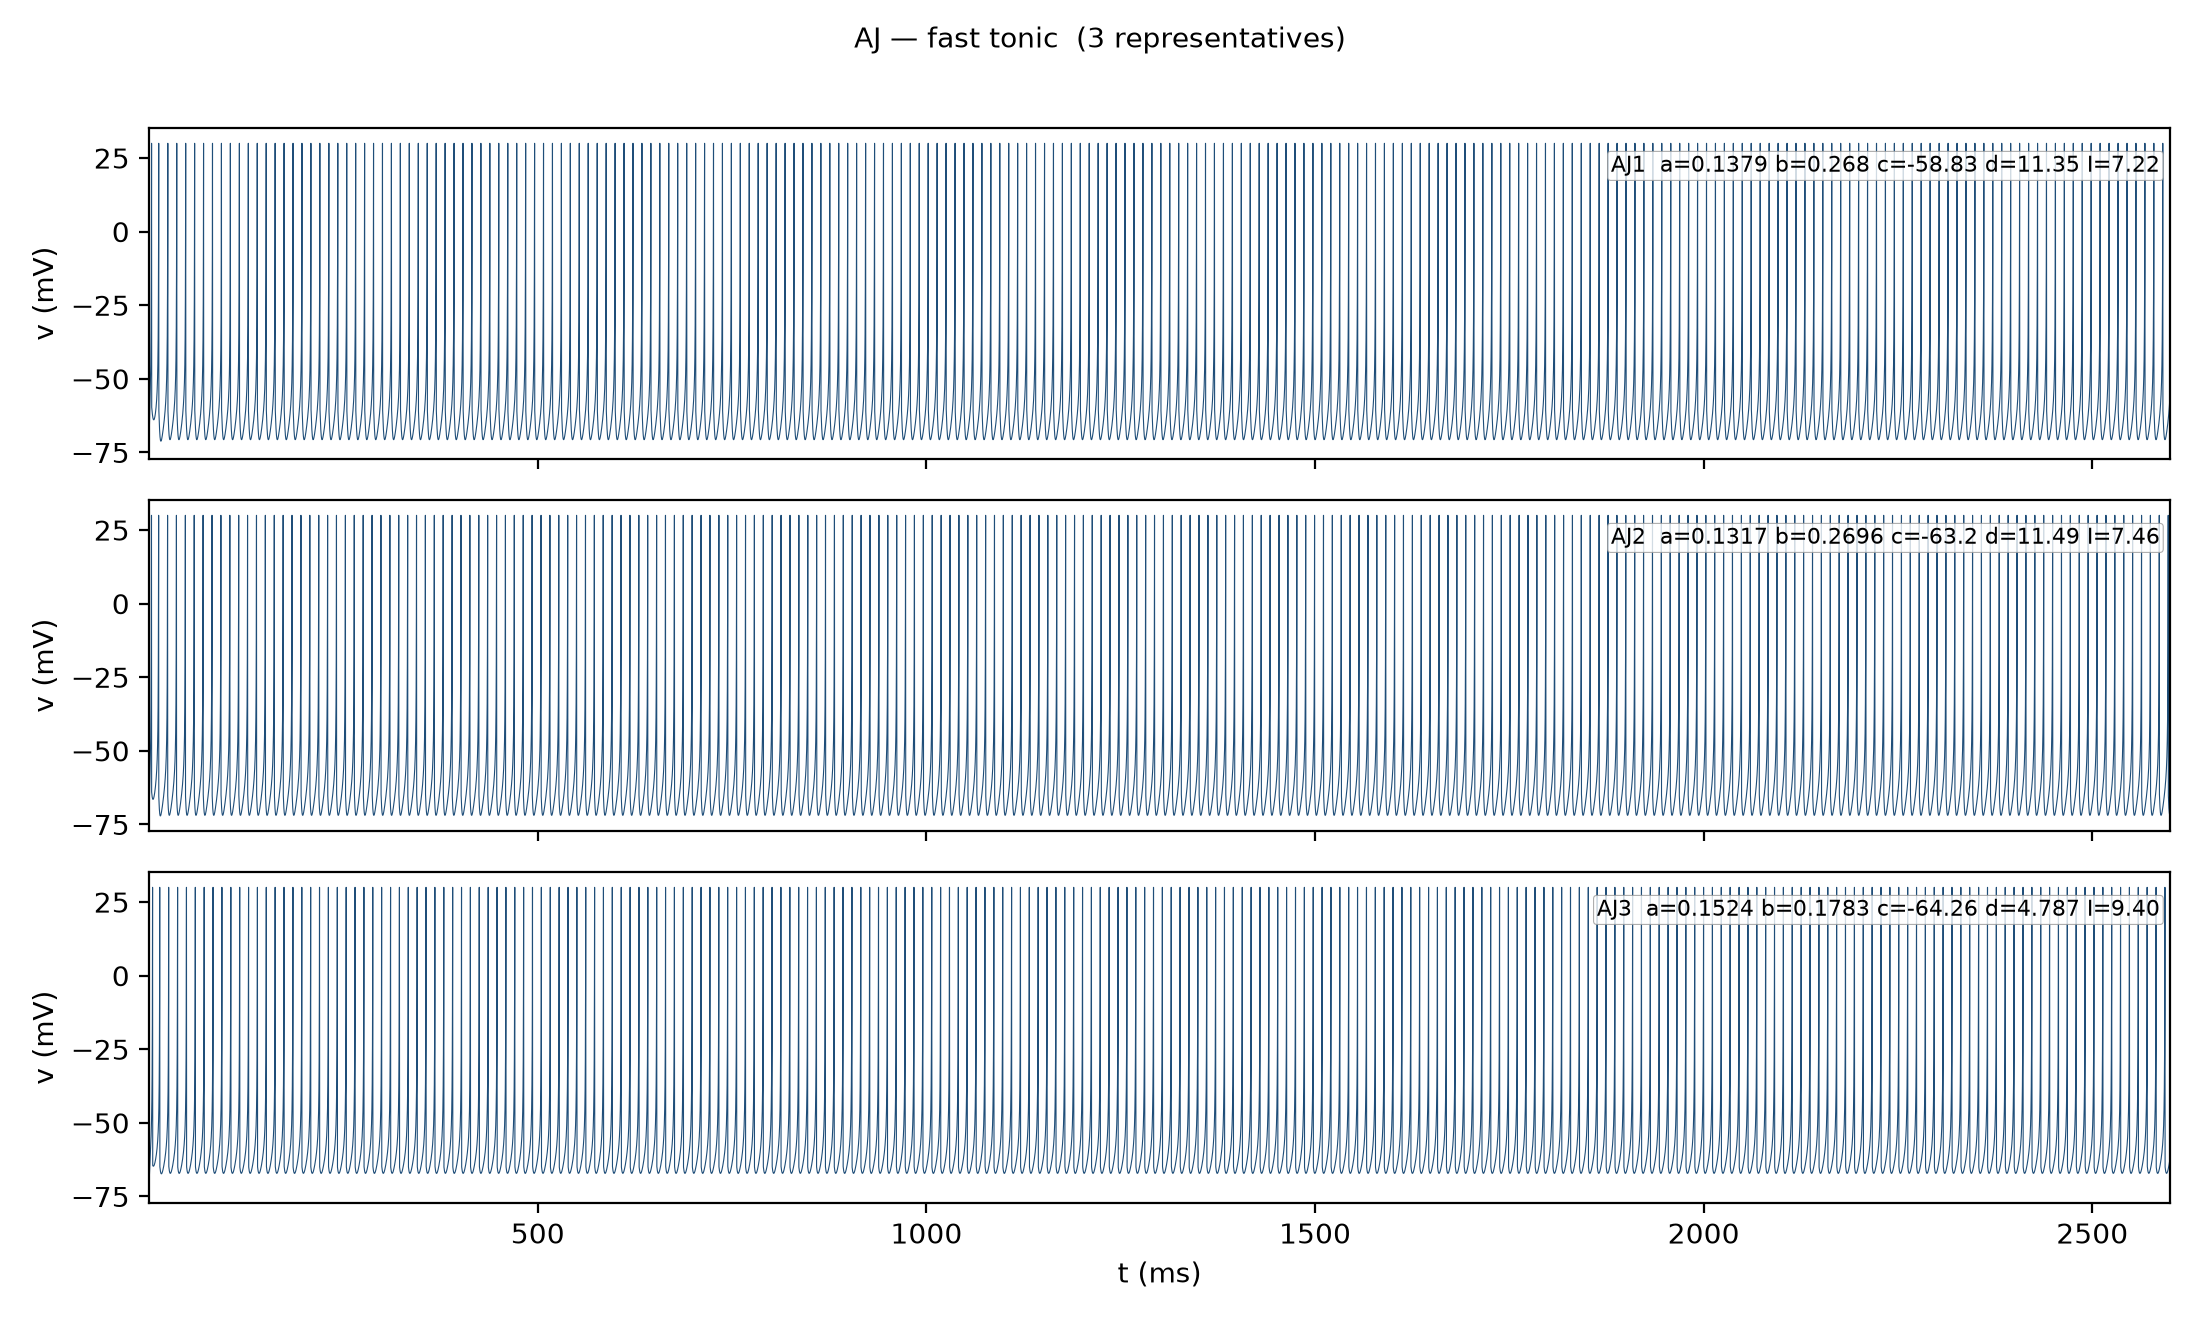 AJ — fast tonic  (3 representatives)
25
0
−25
−50
−75
v (mV)
AJ1  a=0.1379 b=0.268 c=-58.83 d=11.35 I=7.22
25
0
−25
−50
−75
v (mV)
AJ2  a=0.1317 b=0.2696 c=-63.2 d=11.49 I=7.46
25
0
−25
−50
−75
v (mV)
AJ3  a=0.1524 b=0.1783 c=-64.26 d=4.787 I=9.40
500 1000 1500 2000 2500
t (ms)